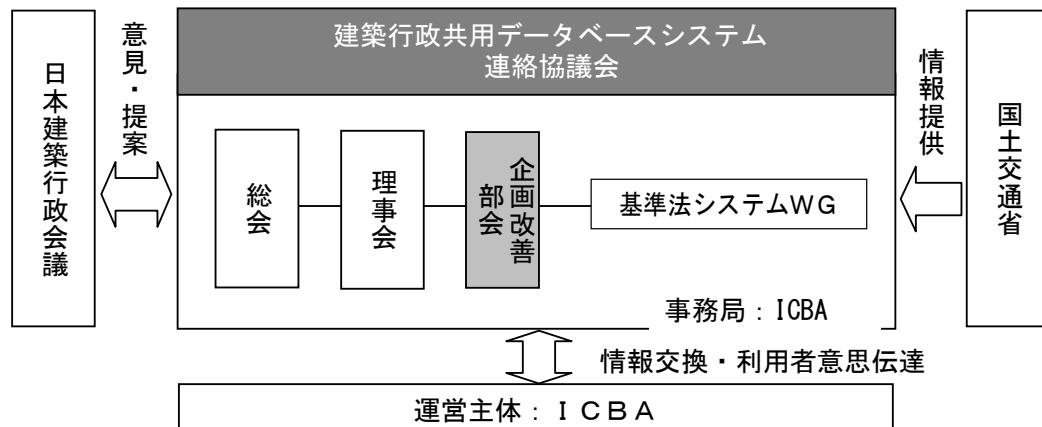 建築行政共用データベースシステム
連絡協議会
日本建築行政会議
意見・提案
総会
理事会
企画改善
部会
基準法システムWG
事務局：ICBA
情報提供
国土交通省
情報交換・利用者意思伝達
運営主体：ＩＣＢＡ